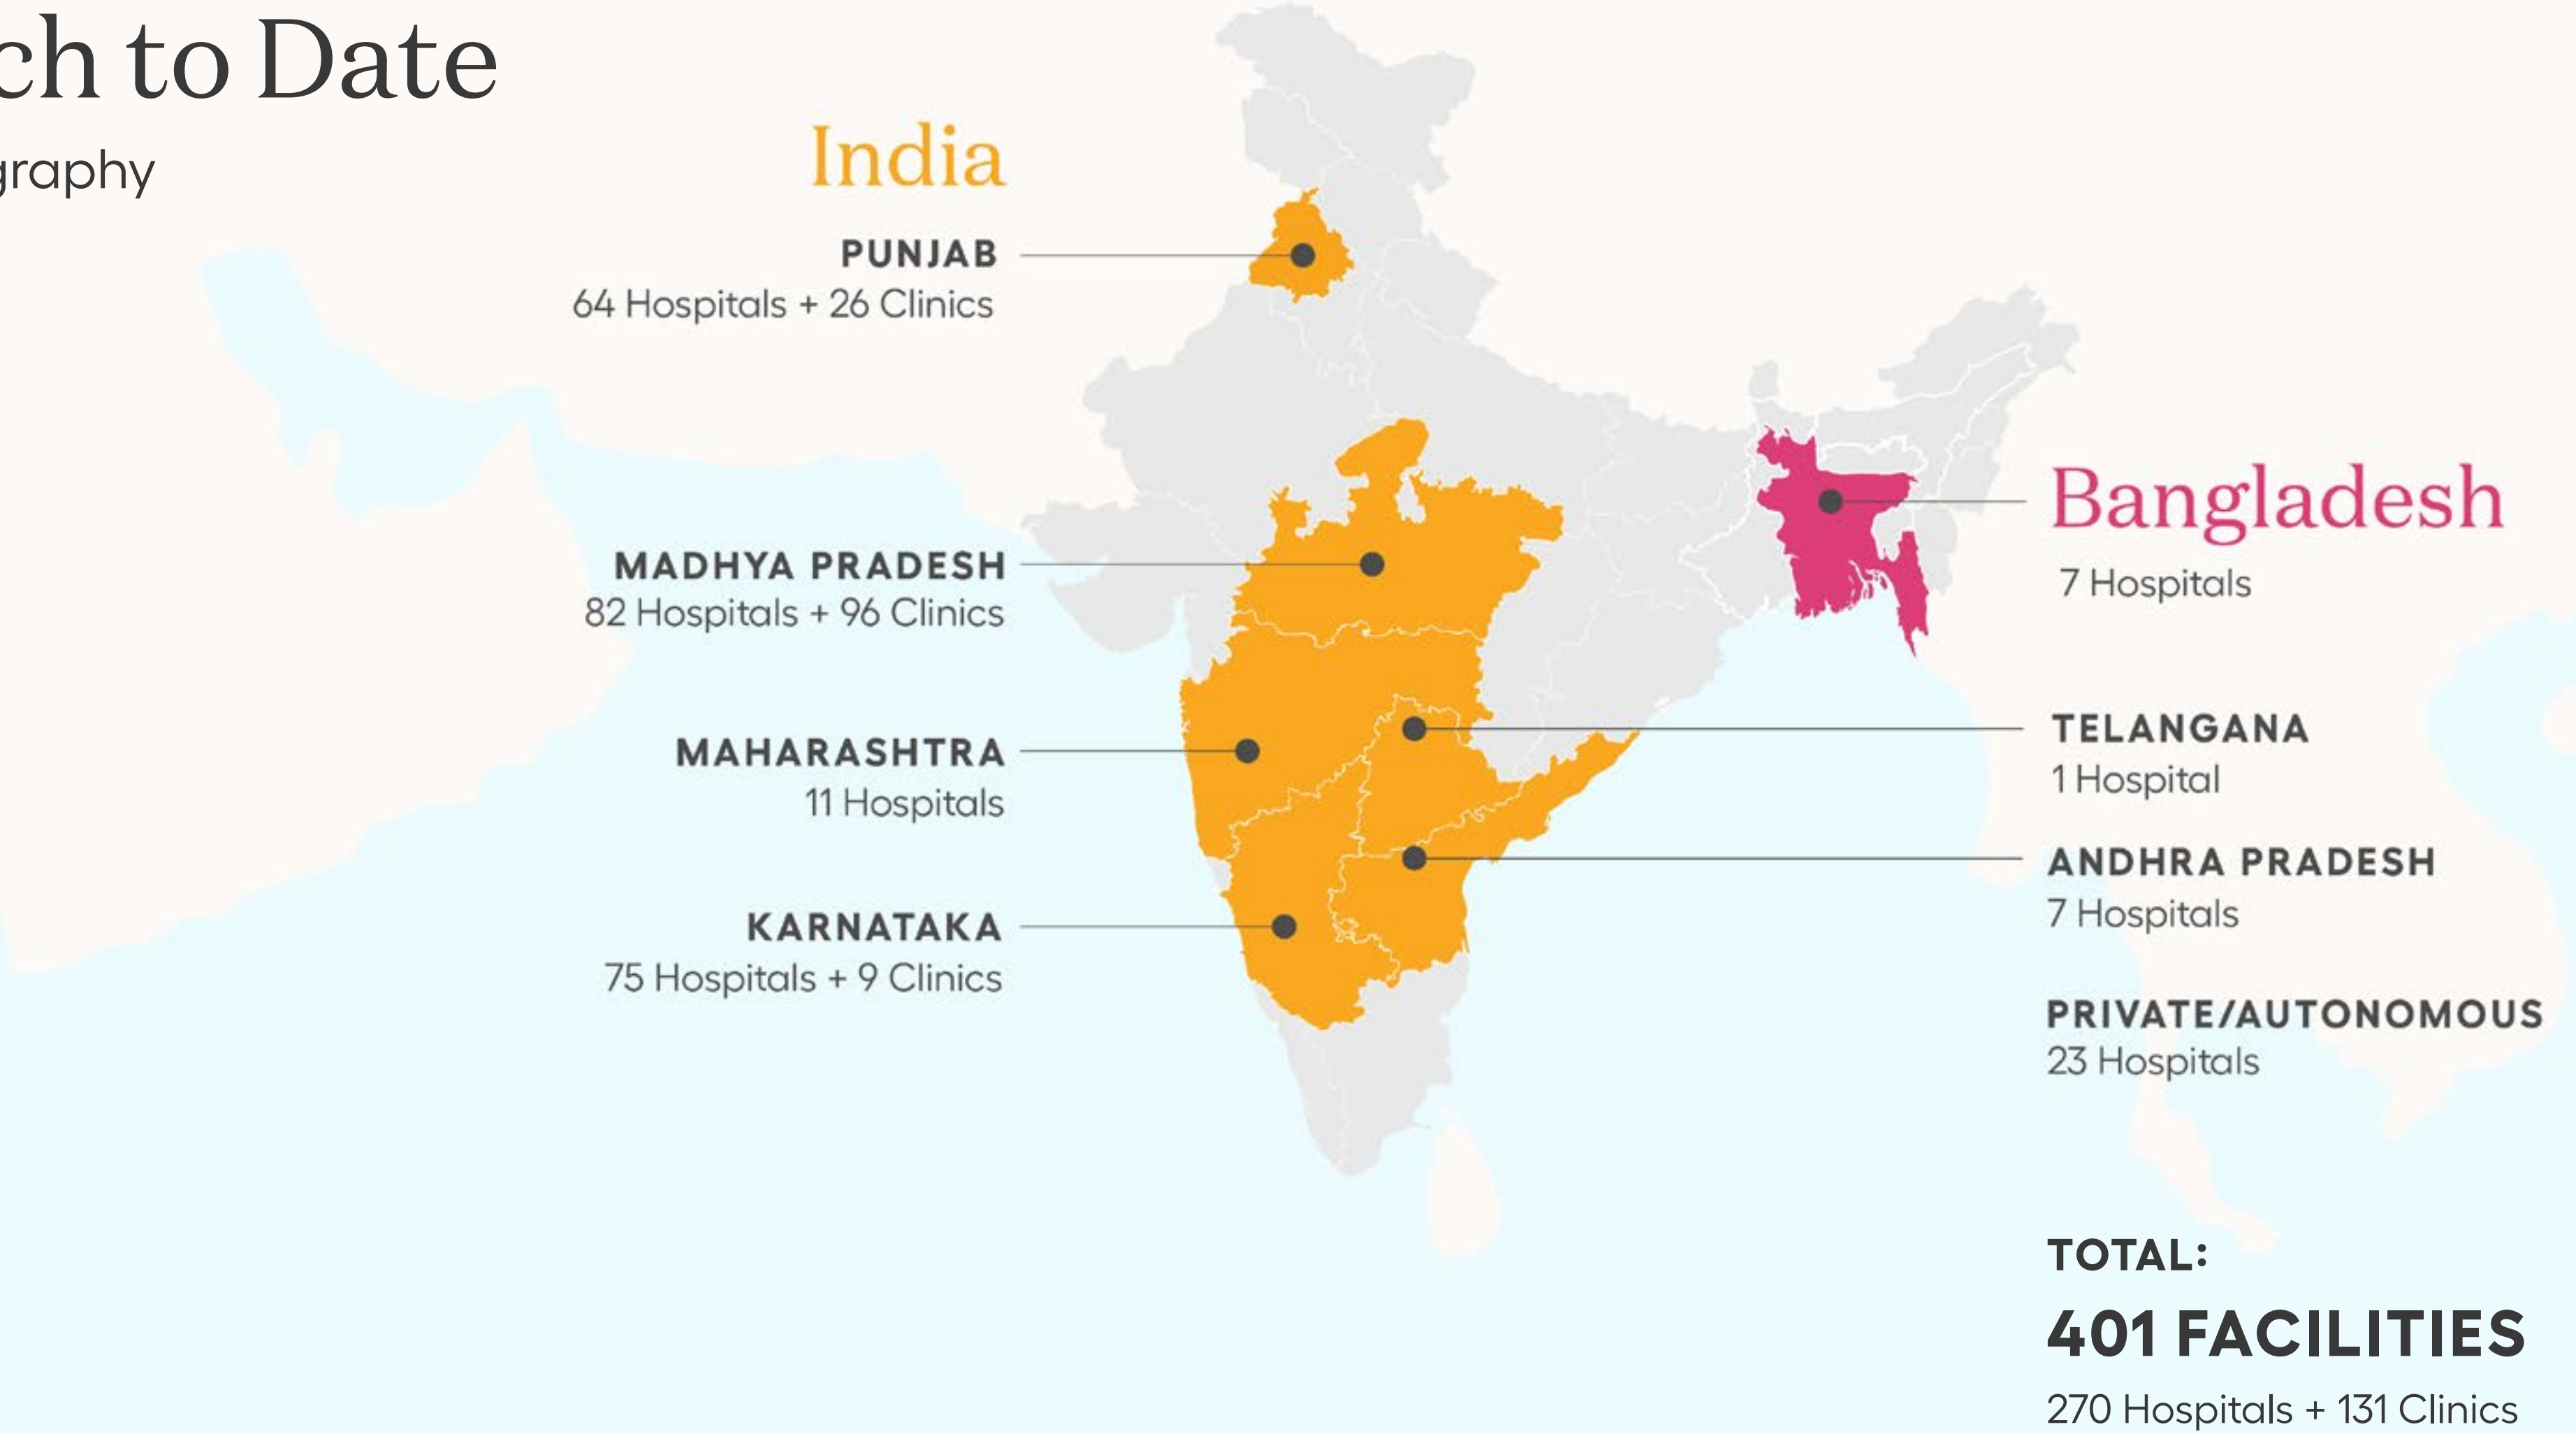 ch to Date
graphy
India
PUNJAB
64 Hospitals + 26 Clinics
MADHYA PRADESH
82 Hospitals + 96 Clinics
MAHARASHTRA
11 Hospitals
KARNATAKA
75 Hospitals + 9 Clinics
Bangladesh
7 Hospitals
TELANGANA
1 Hospital
ANDHRA PRADESH
7 Hospitals
PRIVATE/AUTONOMOUS
23 Hospitals
TOTAL:
401 FACILITIES
270 Hospitals + 131 Clinics